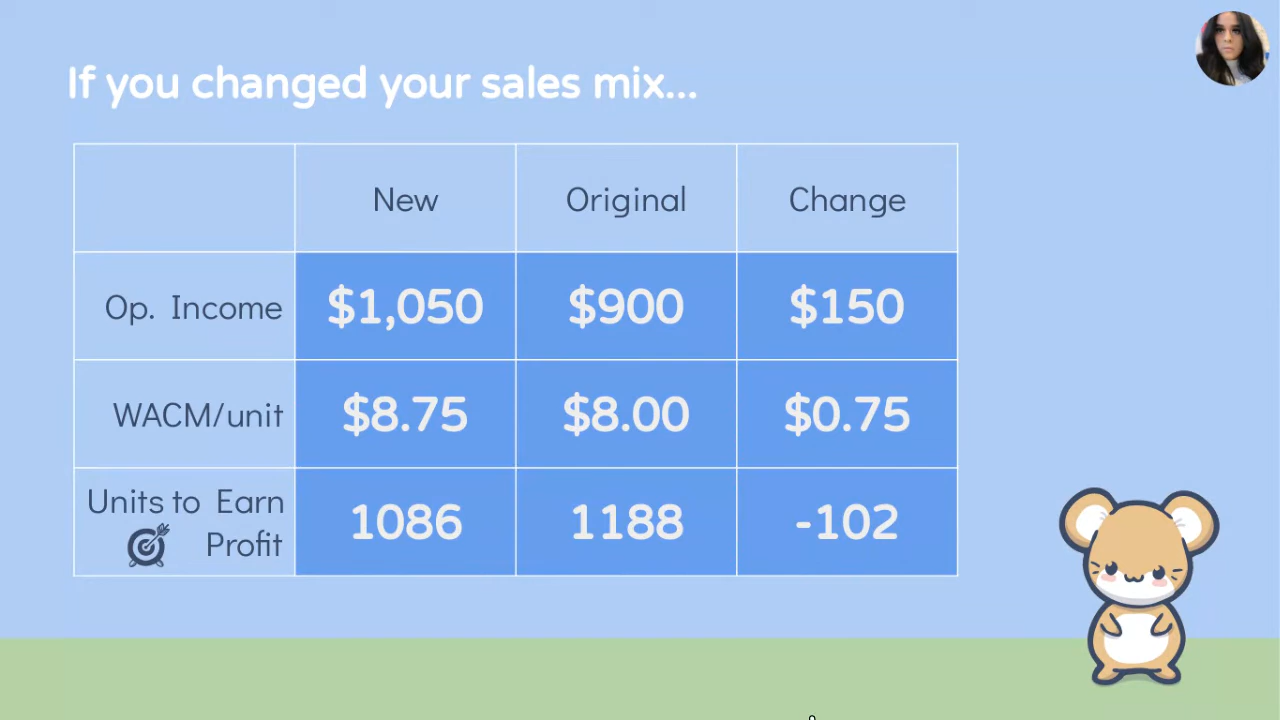 If you changed your sales mix...
New Original Change
Op. Income $1,050 $900 $150
WACM/unit $8.75 $8.00 $0.75
Units to Earn
Profit 1086 1188 -102